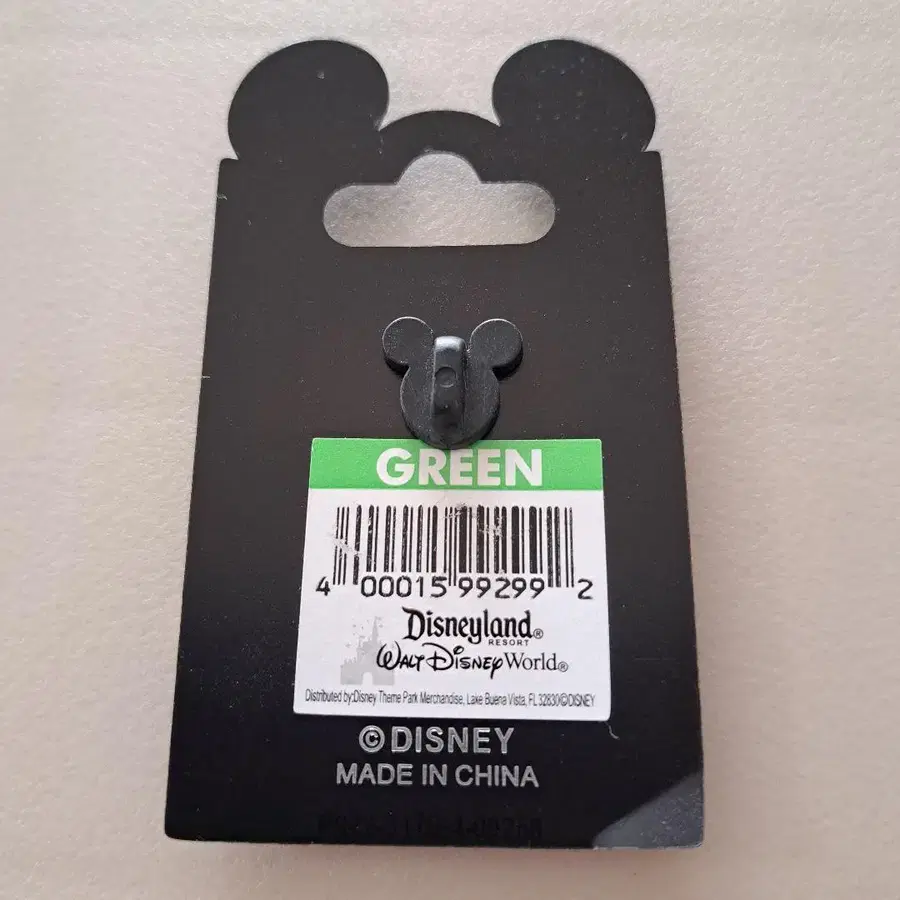 GREEN
4 00015 99299 2
Disneyland®
RESORT
WALT DISNEY World®
Distributed by:Disney Theme Park Merchandise, Lake Buena Vista, FL 32830©DISNEY
©DISNEY
MADE IN CHINA